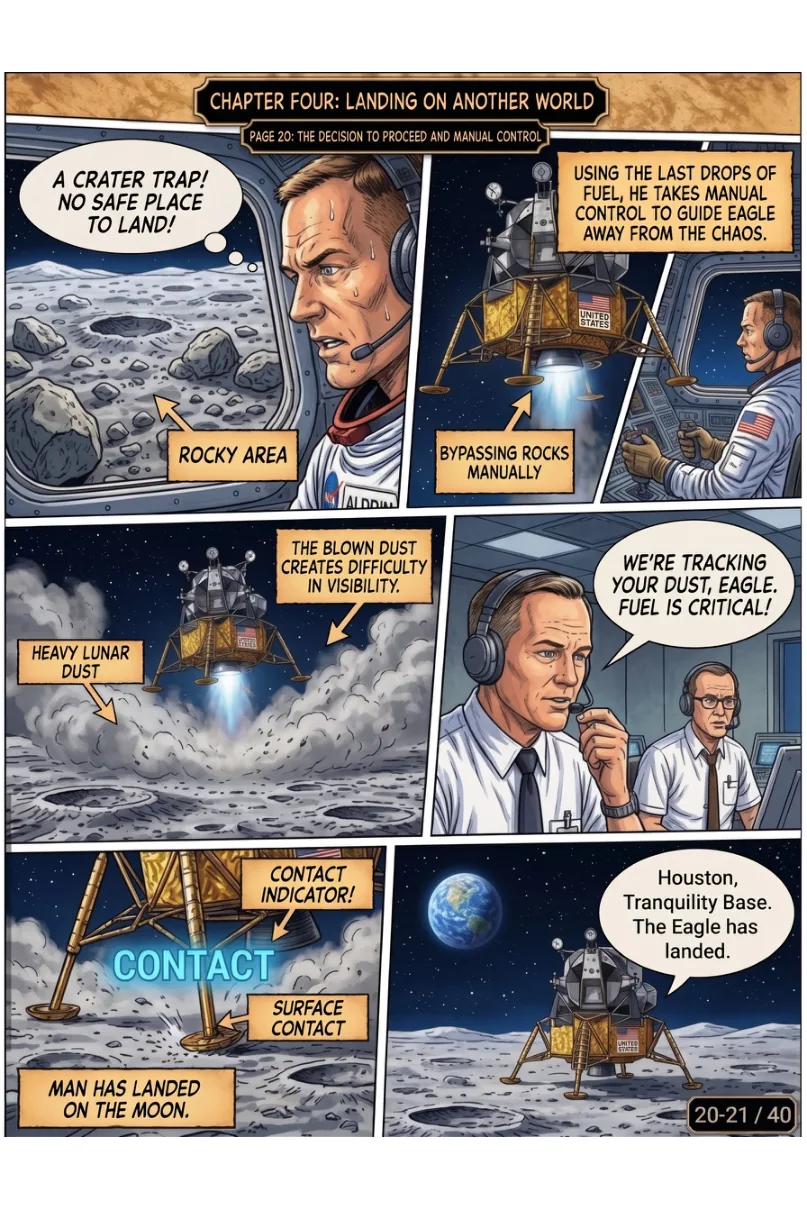 CHAPTER FOUR: LANDING ON ANOTHER WORLD
PAGE 20: THE DECISION TO PROCEED AND MANUAL CONTROL
A CRATER TRAP!
NO SAFE PLACE
TO LAND!
ROCKY AREA
ALDRIN
USING THE LAST DROPS OF
FUEL, HE TAKES MANUAL
CONTROL TO GUIDE EAGLE
AWAY FROM THE CHAOS.
UNITED
STATES
BYPASSING ROCKS
MANUALLY
THE BLOWN DUST
CREATES DIFFICULTY
IN VISIBILITY.
HEAVY LUNAR
DUST
WE'RE TRACKING
YOUR DUST, EAGLE.
FUEL IS CRITICAL!
CONTACT
INDICATOR!
CONTACT
SURFACE
CONTACT
MAN HAS LANDED
ON THE MOON.
Houston,
Tranquility Base.
The Eagle has
landed.
UNITED
STATES
20-21 / 40